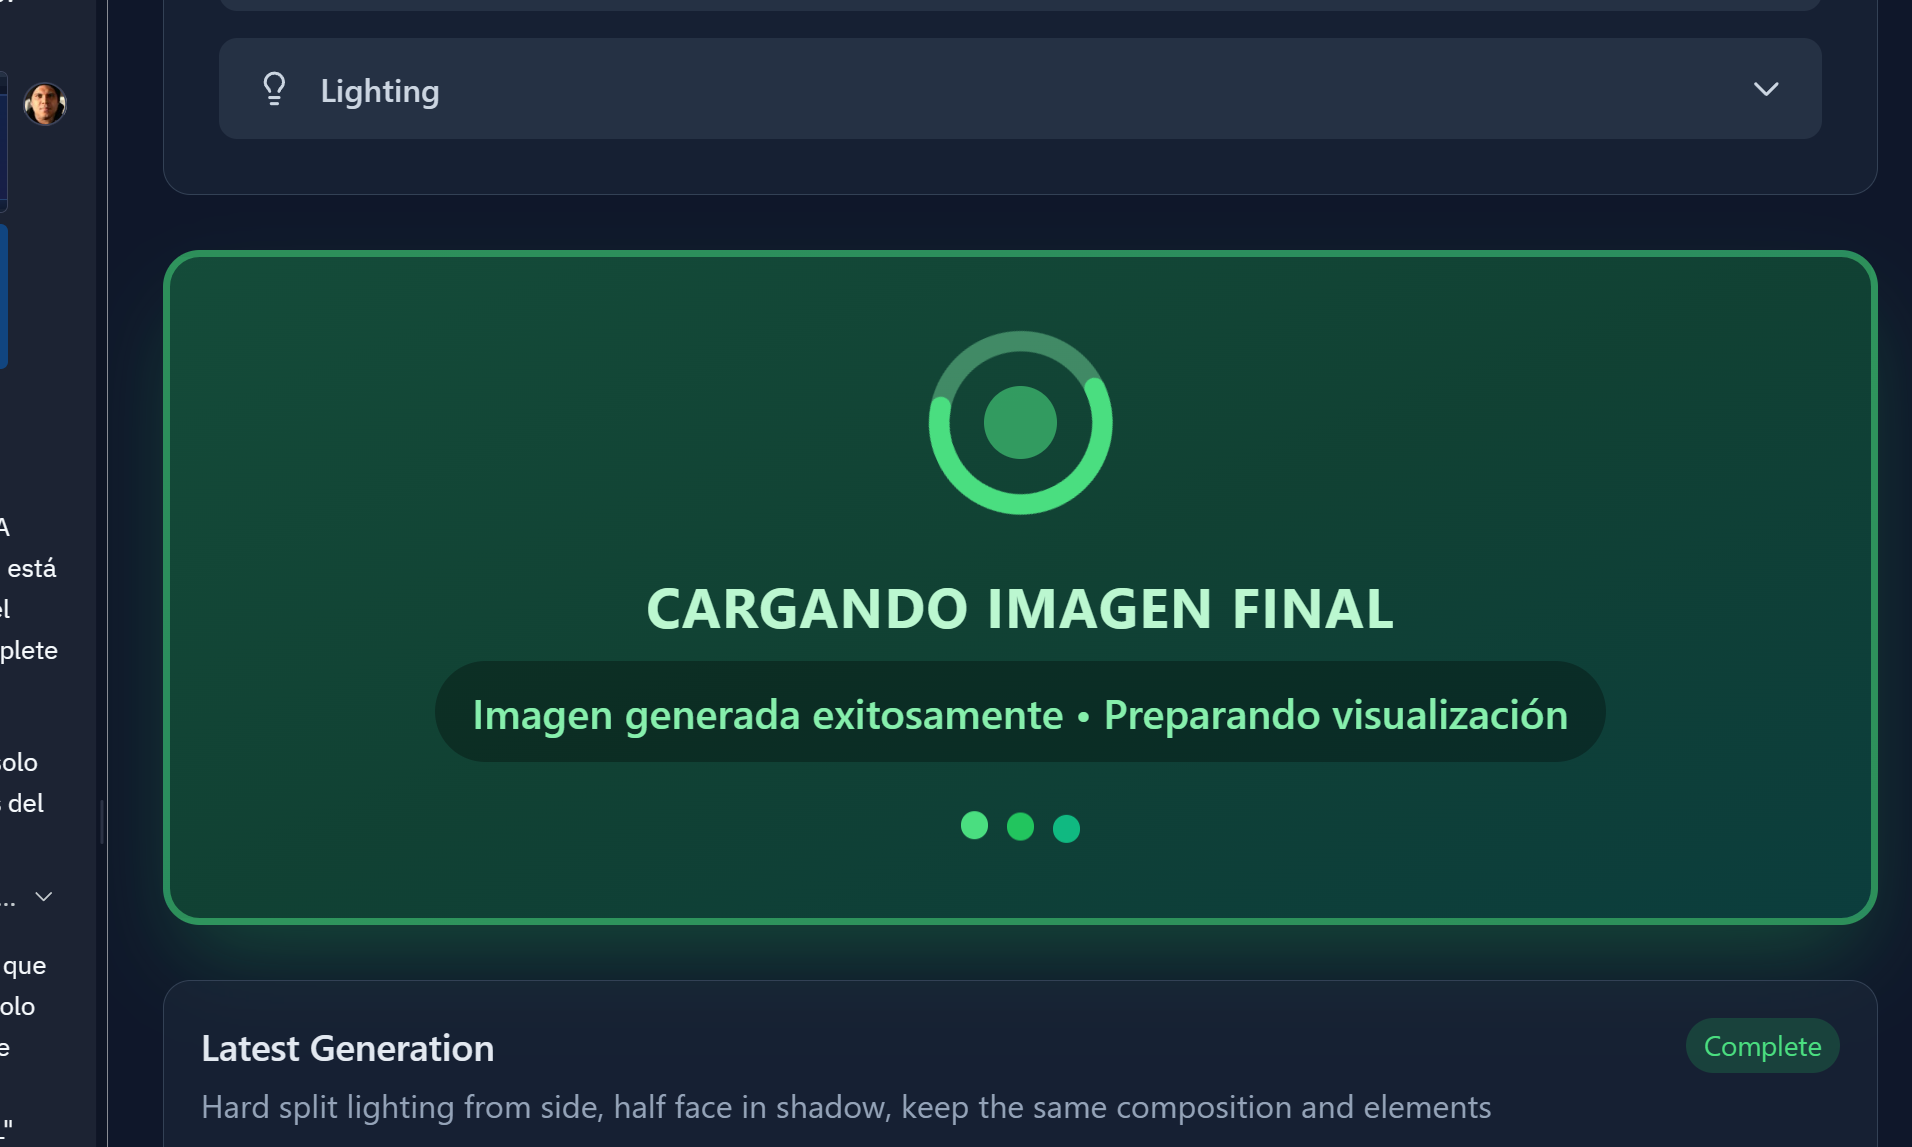 Lighting
CARGANDO IMAGEN FINAL
Imagen generada exitosamente • Preparando visualización
Latest Generation
Complete
Hard split lighting from side, half face in shadow, keep the same composition and elements
está
plete
solo
del
...
que
olo